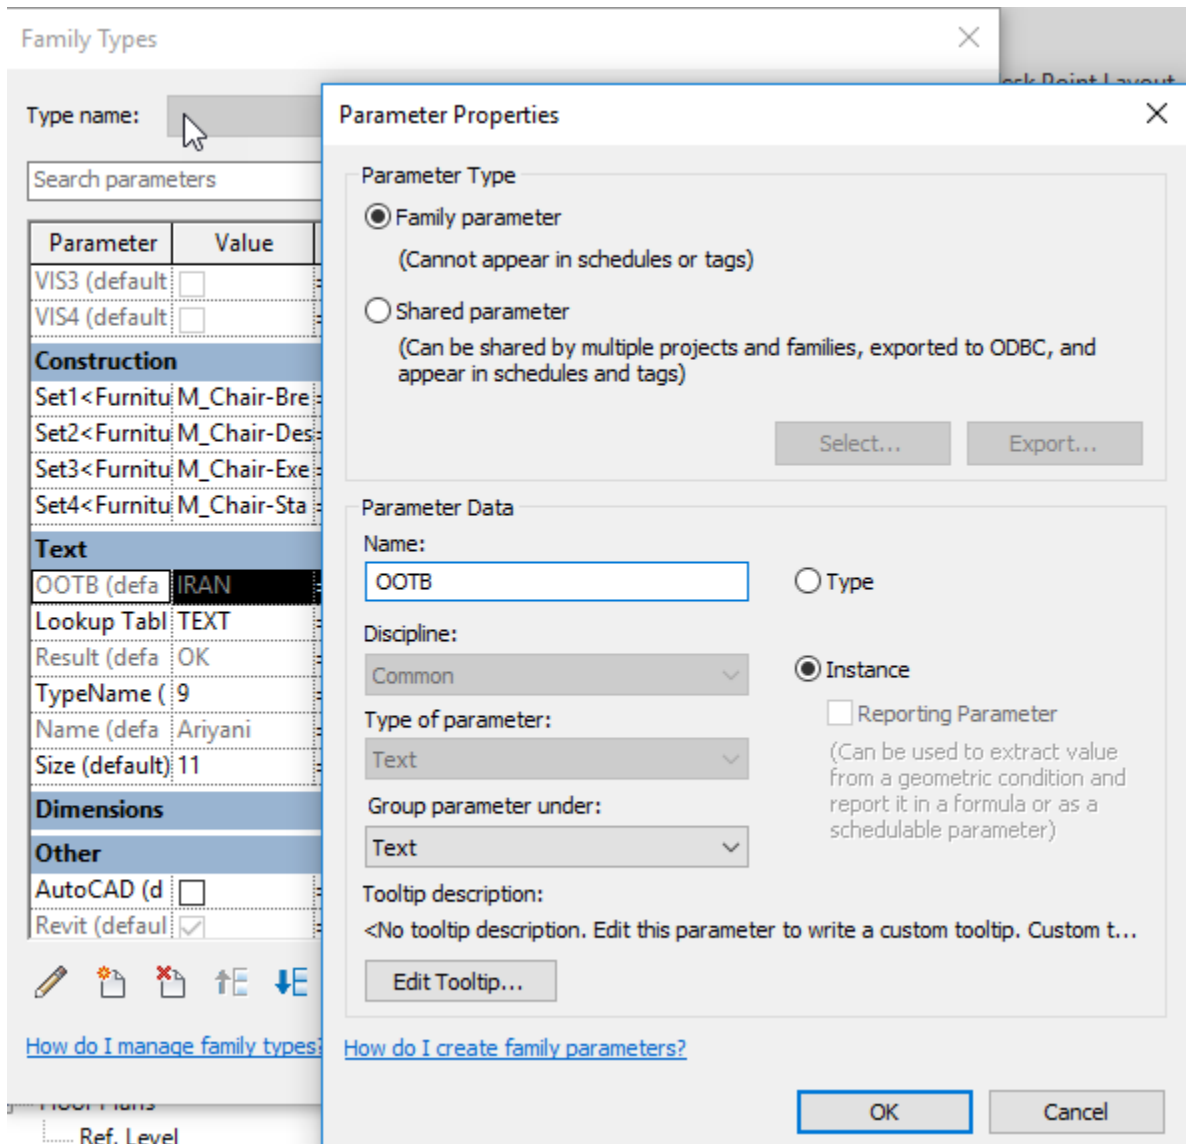 Family Types
Type name:
Search parameters
Parameter Value
VIS3 (default
VIS4 (default
Construction
Set1<Furnitu M_Chair-Bre
Set2<Furnitu M_Chair-Des
Set3<Furnitu M_Chair-Exe
Set4<Furnitu M_Chair-Sta
Text
OOTB (defa IRAN
Lookup Tabl TEXT
Result (defa OK
TypeName ( 9
Name (defa Ariyani
Size (default) 11
Dimensions
Other
AutoCAD (d
Revit (defaul
How do I manage family types?
Ref. Level
Point Layout
Parameter Properties
Parameter Type
Family parameter
(Cannot appear in schedules or tags)
Shared parameter
(Can be shared by multiple projects and families, exported to ODBC, and
appear in schedules and tags)
Select...
Export...
Parameter Data
Name:
OOTB
Type
Discipline:
Common
Instance
Reporting Parameter
(Can be used to extract value
from a geometric condition and
report it in a formula or as a
schedulable parameter)
Type of parameter:
Text
Group parameter under:
Text
Tooltip description:
<No tooltip description. Edit this parameter to write a custom tooltip. Custom t...
Edit Tooltip...
How do I create family parameters?
OK
Cancel